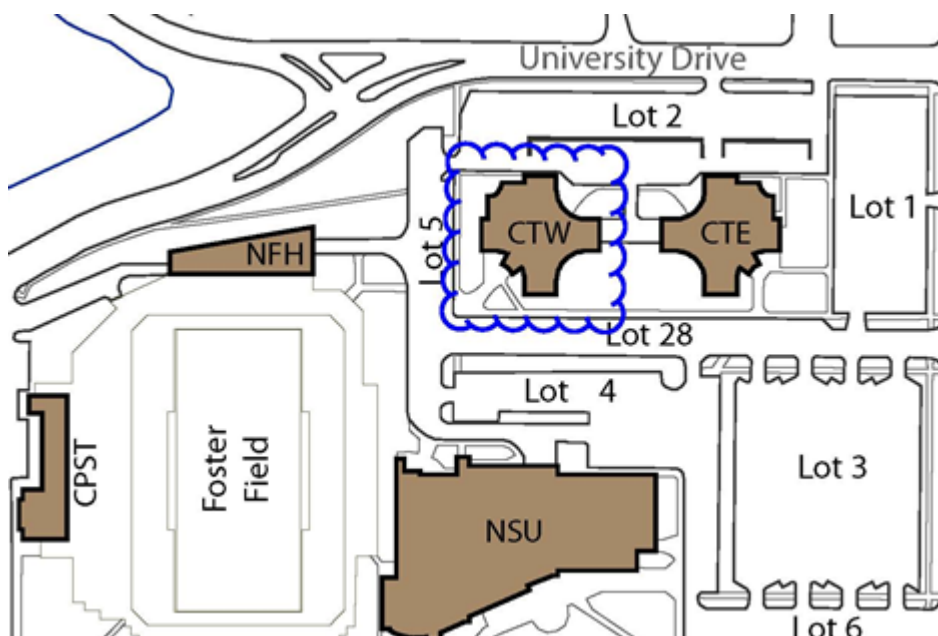 University Drive
Lot 2
Lot 1
CTW
CTE
Lot 5
NFH
Lot 28
Lot 4
CPST
Foster
Field
Lot 3
NSU
Lot 6